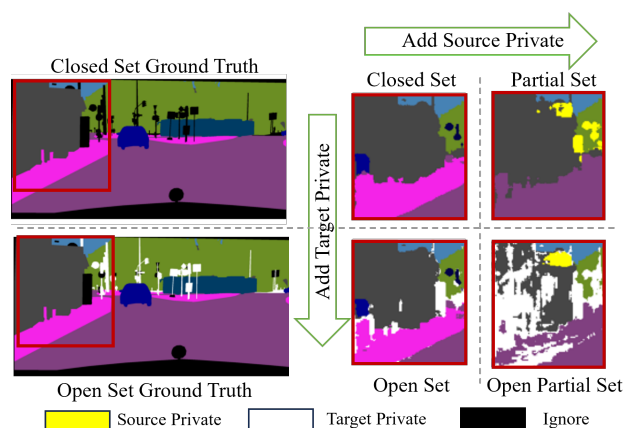 Add Source Private
Closed Set Ground Truth
Closed Set
Partial Set
Add Target Private
Open Set Ground Truth
Open Set
Open Partial Set
Source Private
Target Private
Ignore